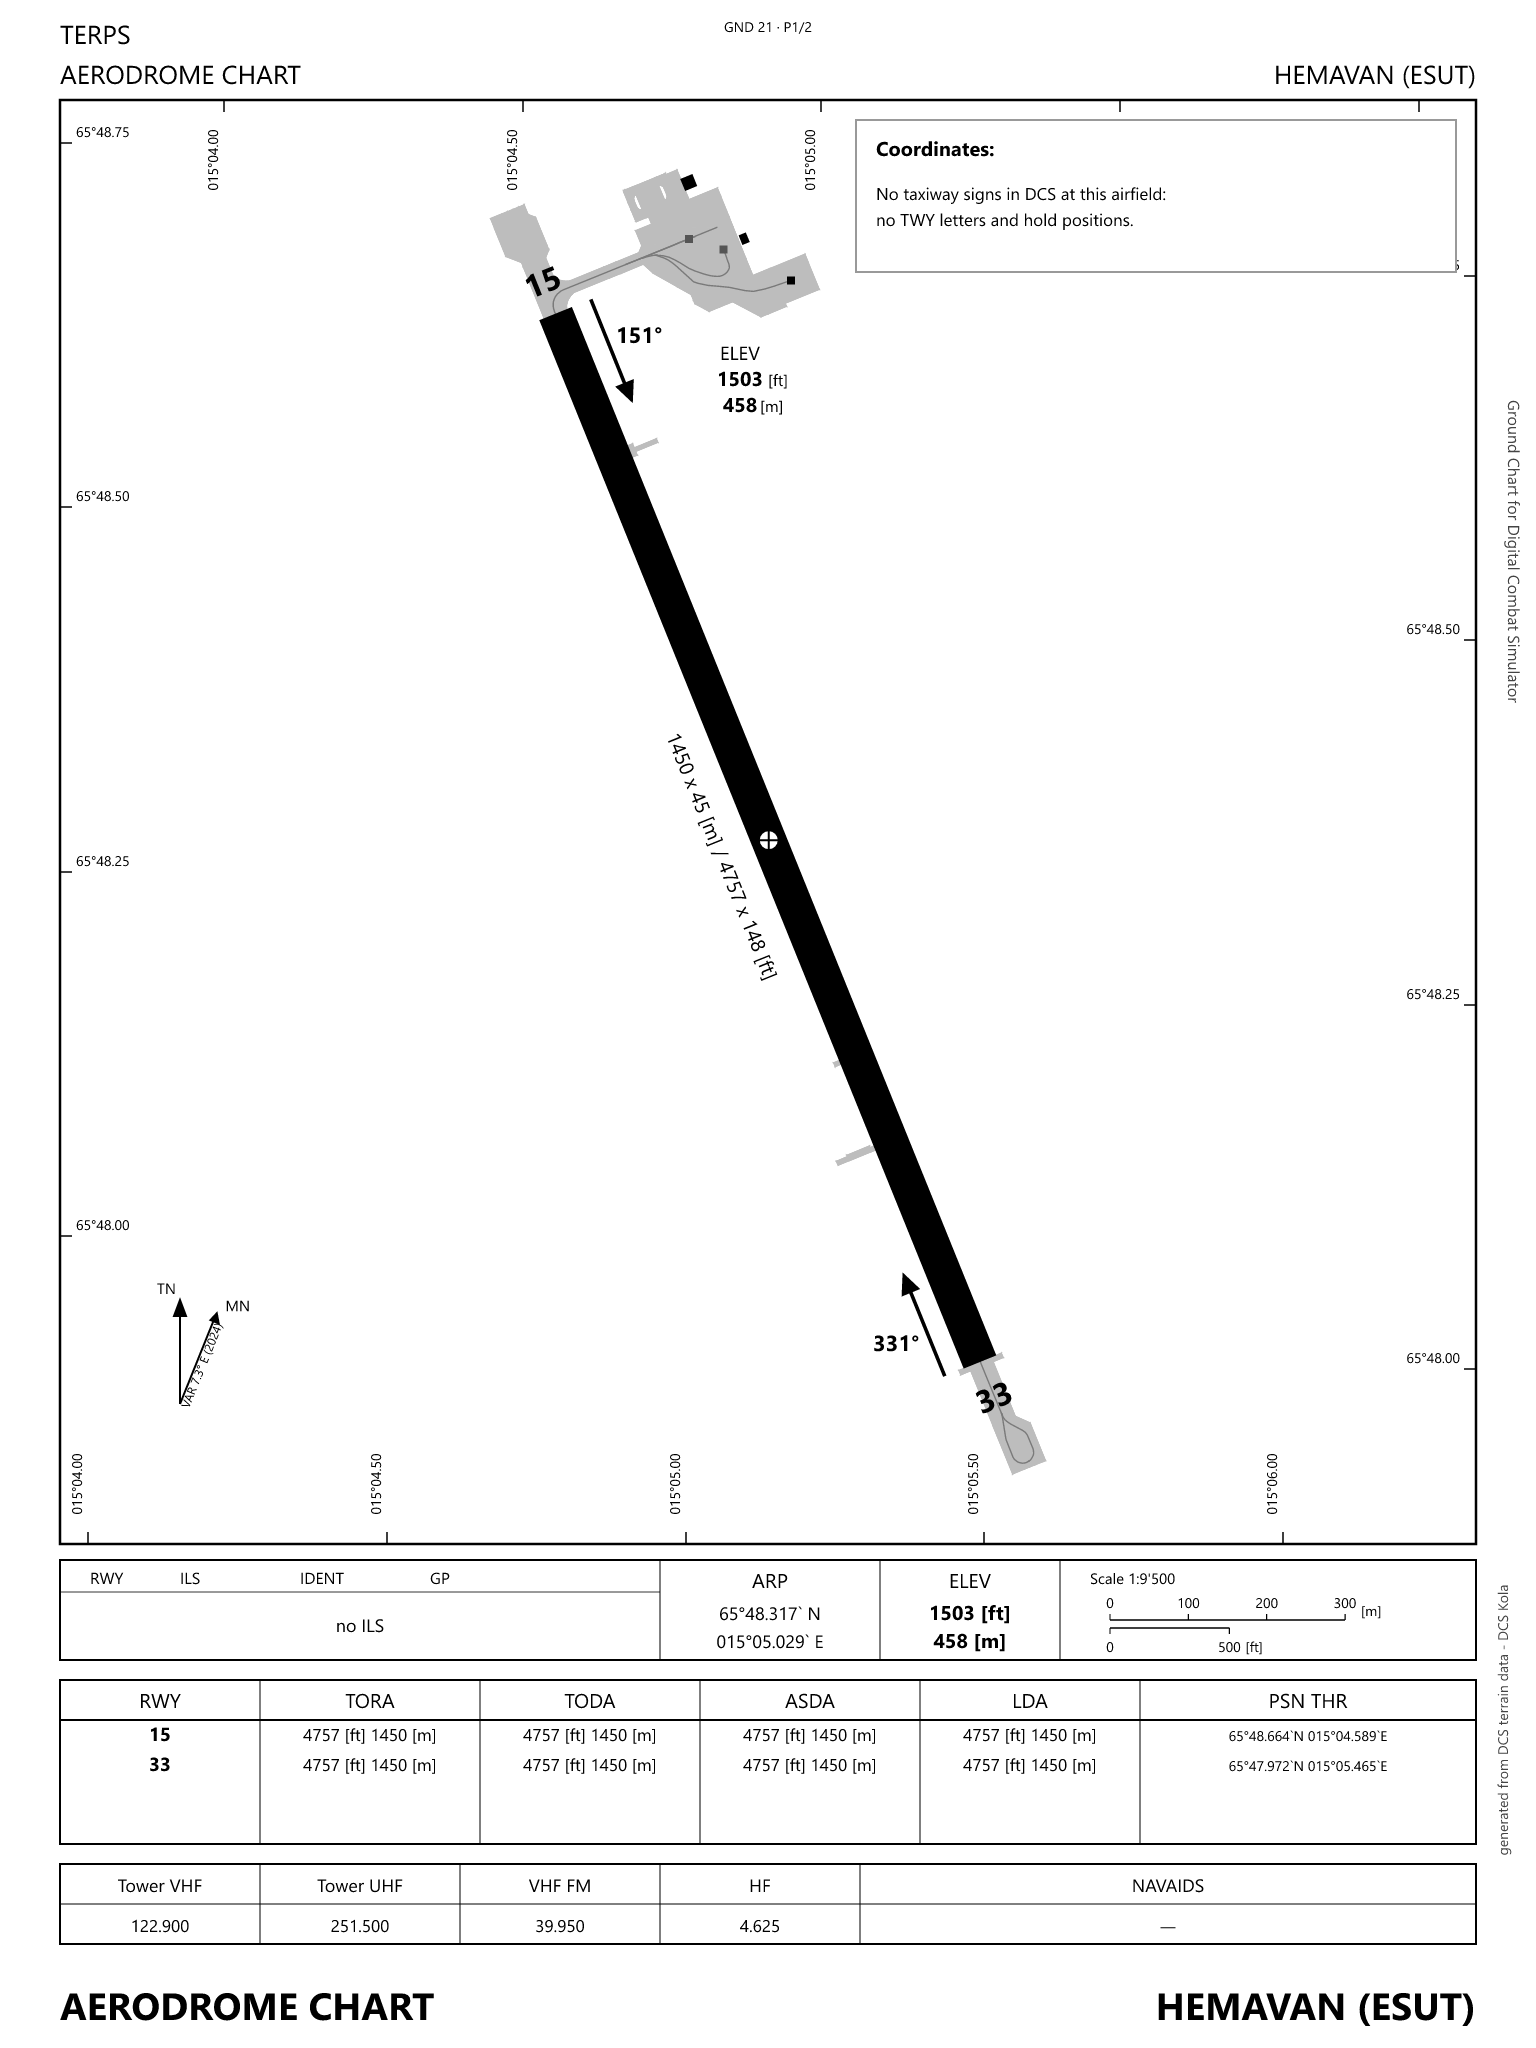 TERPS
GND 21 · P1/2
AERODROME CHART
HEMAVAN (ESUT)
65°48.75
015°04.00
015°04.50
015°05.00
Coordinates:
No taxiway signs in DCS at this airfield:
no TWY letters and hold positions.
15
151°
ELEV
1503 [ft]
458 [m]
65°48.50
65°48.50
Ground Chart for Digital Combat Simulator
1450 x 45 [m] / 4757 x 148 [ft]
65°48.25
65°48.25
65°48.00
65°48.00
TN
MN
VAR 7.3° E (2024)
331°
33
015°04.00
015°04.50
015°05.00
015°05.50
015°06.00
RWY ILS IDENT GP
no ILS
ARP
65°48.317` N
015°05.029` E
ELEV
1503 [ft]
458 [m]
Scale 1:9'500
0 100 200 300 [m]
0 500 [ft]
generated from DCS terrain data - DCS Kola
RWY TORA TODA ASDA LDA PSN THR
15 4757 [ft] 1450 [m] 4757 [ft] 1450 [m] 4757 [ft] 1450 [m] 4757 [ft] 1450 [m] 65°48.664`N 015°04.589`E
33 4757 [ft] 1450 [m] 4757 [ft] 1450 [m] 4757 [ft] 1450 [m] 4757 [ft] 1450 [m] 65°47.972`N 015°05.465`E
Tower VHF Tower UHF VHF FM HF NAVAIDS
122.900 251.500 39.950 4.625 —
AERODROME CHART
HEMAVAN (ESUT)